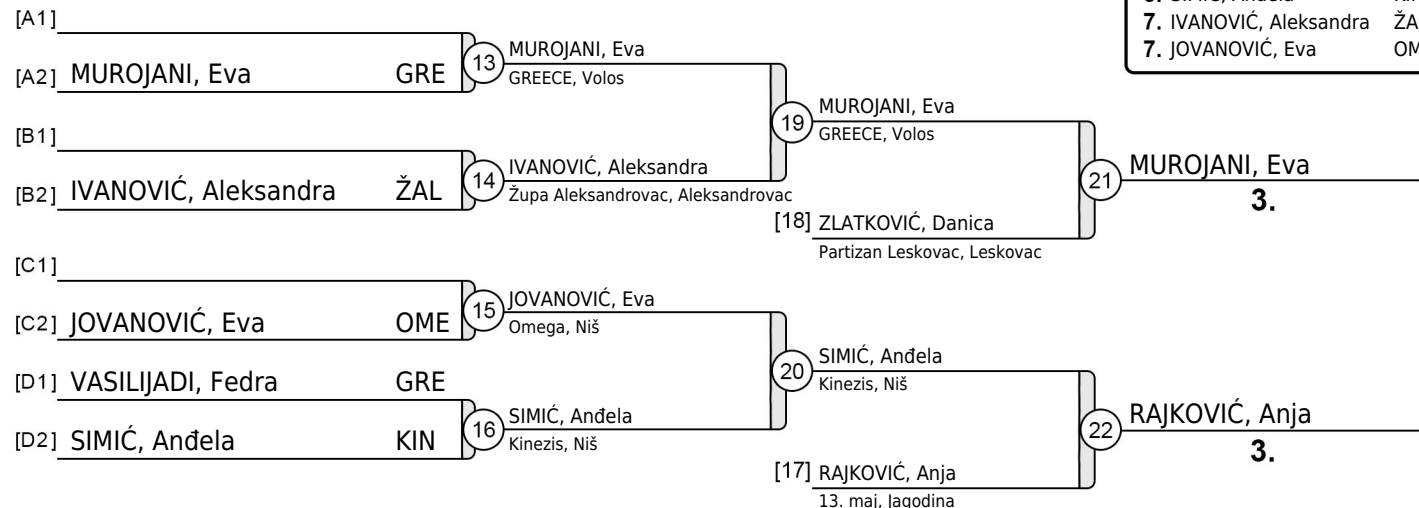 7. IVANOVIĆ, Aleksandra
7. JOVANOVIĆ, Eva
[A1]
[A2] MUROJANI, Eva GRE
13
MUROJANI, Eva
GREECE, Volos
[B1]
[B2] IVANOVIĆ, Aleksandra ŽAL
14
IVANOVIĆ, Aleksandra
Župa Aleksandrovac, Aleksandrovac
19
MUROJANI, Eva
GREECE, Volos
[18] ZLATKOVIĆ, Danica
Partizan Leskovac, Leskovac
21
MUROJANI, Eva
3.
[C1]
[C2] JOVANOVIĆ, Eva OME
15
JOVANOVIĆ, Eva
Omega, Niš
[D1] VASILIJADI, Fedra GRE
[D2] SIMIĆ, Anđela KIN
16
SIMIĆ, Anđela
Kinezis, Niš
20
SIMIĆ, Anđela
Kinezis, Niš
[17] RAJKOVIĆ, Anja
13. maj, Jagodina
22
RAJKOVIĆ, Anja
3.